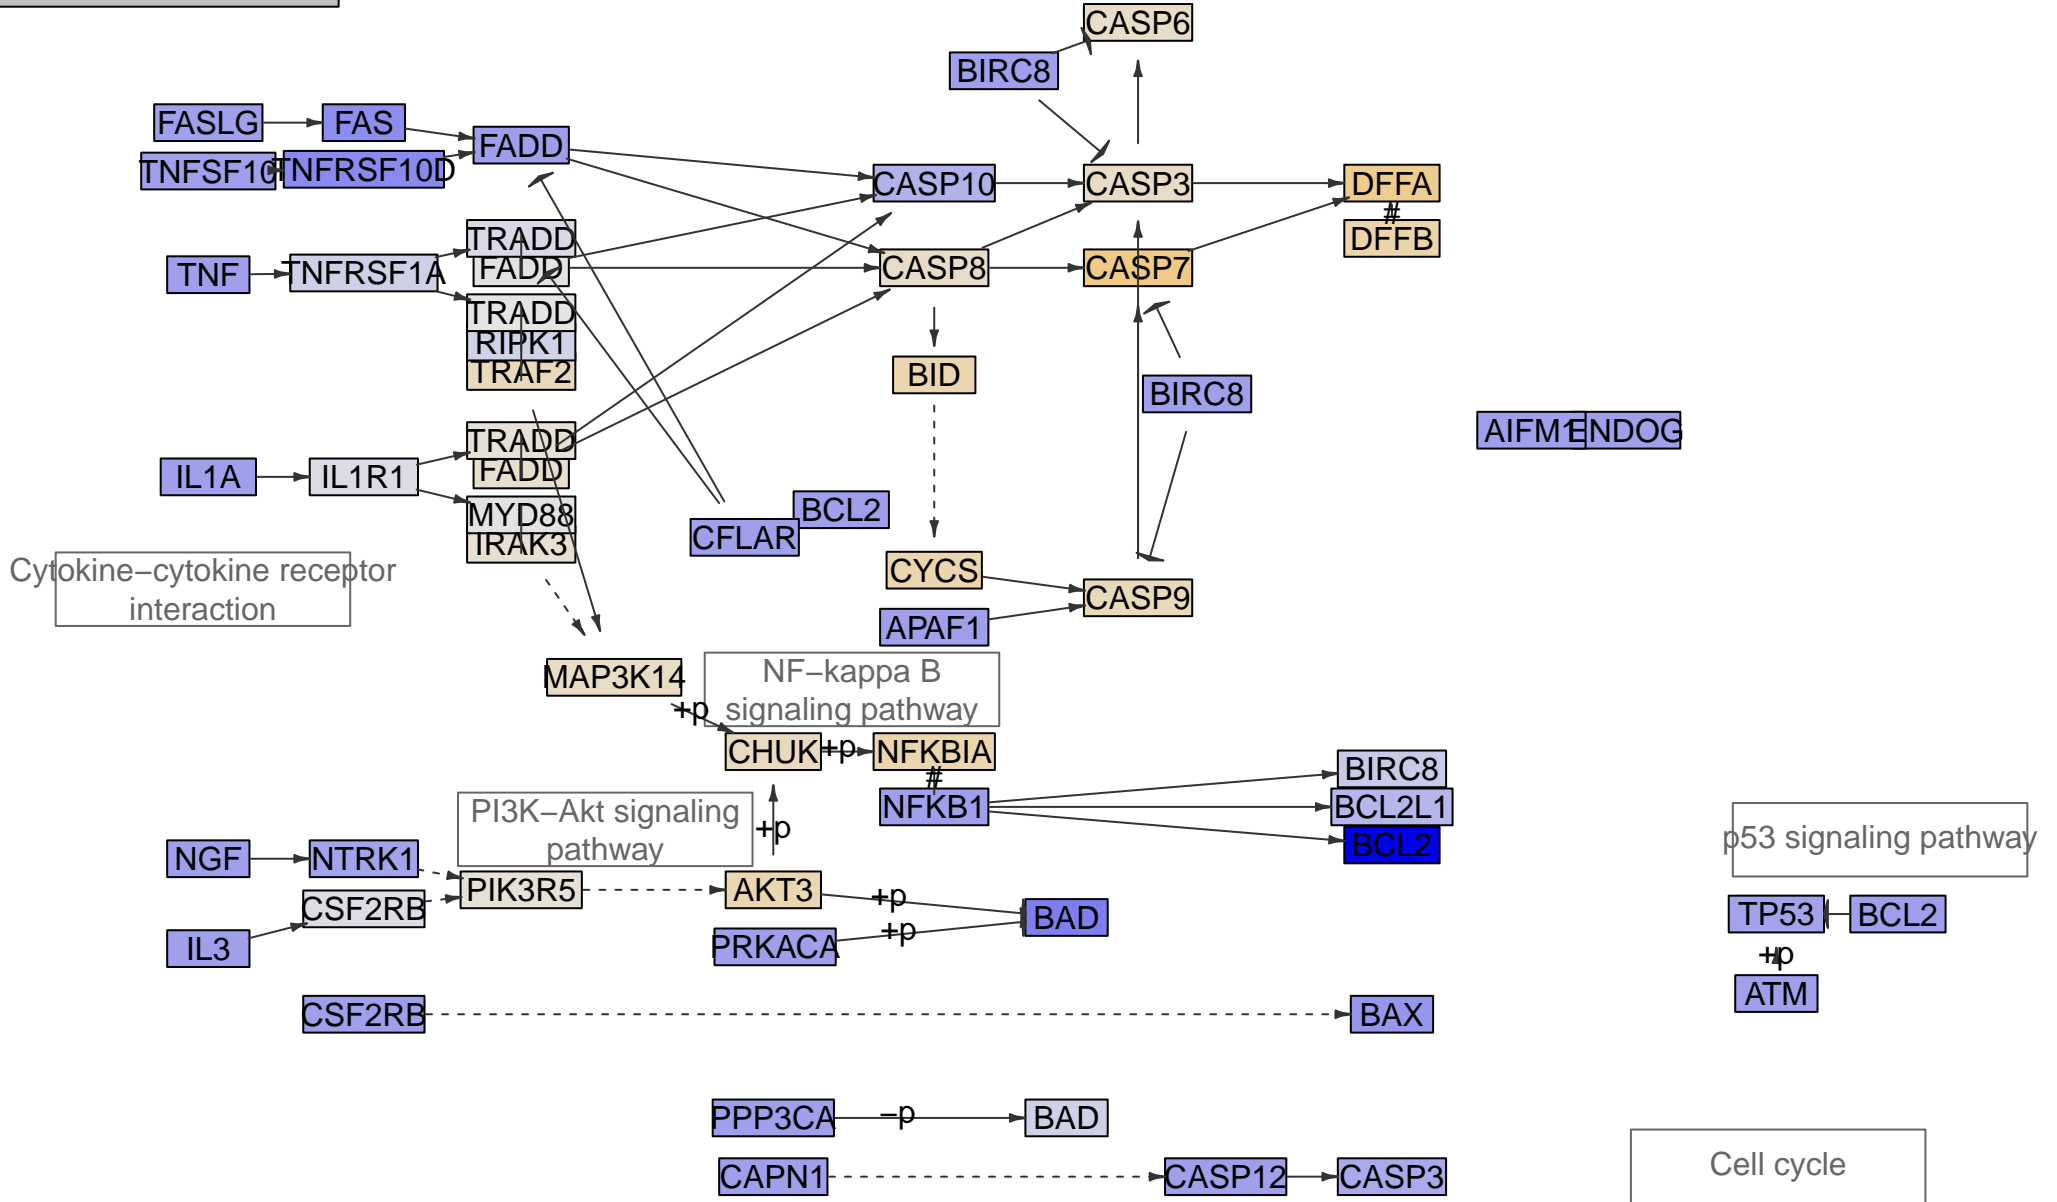 CASP6
BIRC8
FASLG
FAS
FADD
TNFSF10
TNFRSF10D
CASP10
CASP3
DFFA
#
DFFB
TRADD
FADD
TNF
TNFRSF1A
CASP8
CASP7
TRADD
RIPK1
TRAF2
BID
BIRC8
AIFM1
ENDOG
TRADD
FADD
IL1A
IL1R1
MYD88
IRAK3
BCL2
CFLAR
Cytokine−cytokine receptor
interaction
CYCS
CASP9
APAF1
MAP3K14
NF−kappa B
signaling pathway
+p
CHUK
+p
NFKBIA
#
NFKB1
BIRC8
BCL2L1
BCL2
PI3K−Akt signaling
pathway
+p
p53 signaling pathway
NGF
NTRK1
PIK3R5
AKT3
+p
CSF2RB
BAD
TP53
BCL2
IL3
PRKACA
+p
+p
ATM
CSF2RB
BAX
PPP3CA
−p
BAD
CAPN1
CASP12
CASP3
Cell cycle